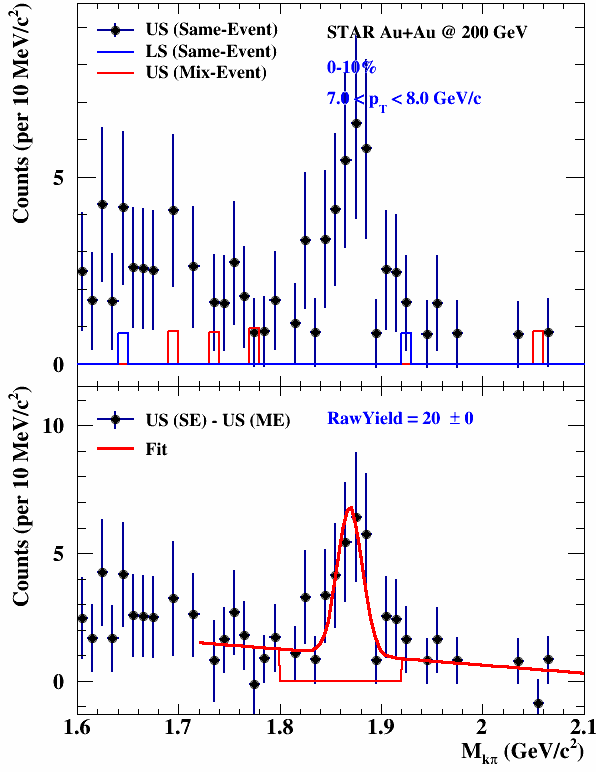 US (Same-Event)
LS (Same-Event)
US (Mix-Event)
STAR Au+Au @ 200 GeV
0-10%
7.0 < p_T < 8.0 GeV/c
Counts (per 10 MeV/c²)
5
0
US (SE) - US (ME)
Fit
RawYield = 20 ± 0
Counts (per 10 MeV/c²)
10
5
0
1.6 1.7 1.8 1.9 2 2.1
M_kπ (GeV/c²)